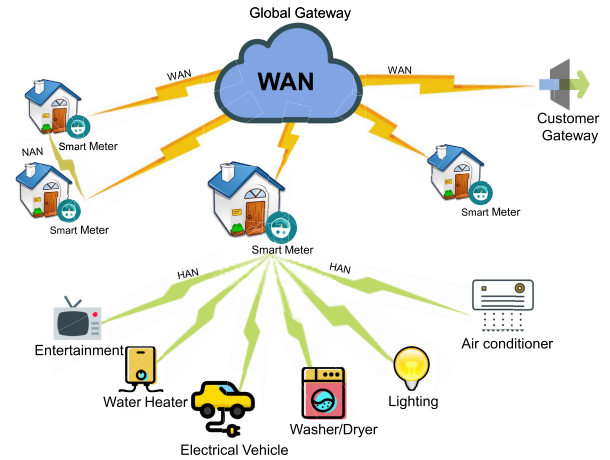 Global Gateway
WAN
WAN
WAN
Customer
Gateway
Smart Meter
NAN
Smart Meter
Smart Meter
Smart Meter
HAN
HAN
Entertainment
Air conditioner
Water Heater
Lighting
Washer/Dryer
Electrical Vehicle